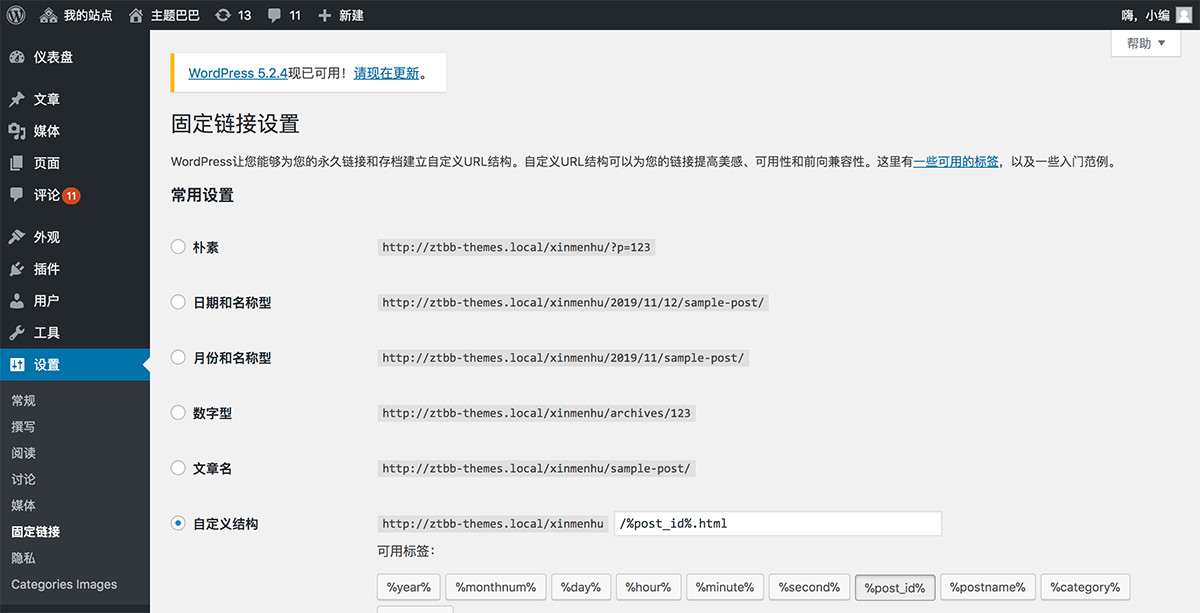 我的站点 主题巴巴 13 11 新建 嗨，小编
帮助
仪表盘
文章
媒体
页面
评论 11
外观
插件
用户
工具
设置
常规
撰写
阅读
讨论
媒体
固定链接
隐私
Categories Images
WordPress 5.2.4现已可用！请现在更新。
固定链接设置
WordPress让您能够为您的永久链接和存档建立自定义URL结构。自定义URL结构可以为您的链接提高美感、可用性和前向兼容性。这里有一些可用的标签，以及一些入门范例。
常用设置
朴素 http://ztbb-themes.local/xinmenhu/?p=123
日期和名称型 http://ztbb-themes.local/xinmenhu/2019/11/12/sample-post/
月份和名称型 http://ztbb-themes.local/xinmenhu/2019/11/sample-post/
数字型 http://ztbb-themes.local/xinmenhu/archives/123
文章名 http://ztbb-themes.local/xinmenhu/sample-post/
自定义结构 http://ztbb-themes.local/xinmenhu /%post_id%.html
可用标签：
%year% %monthnum% %day% %hour% %minute% %second% %post_id% %postname% %category%